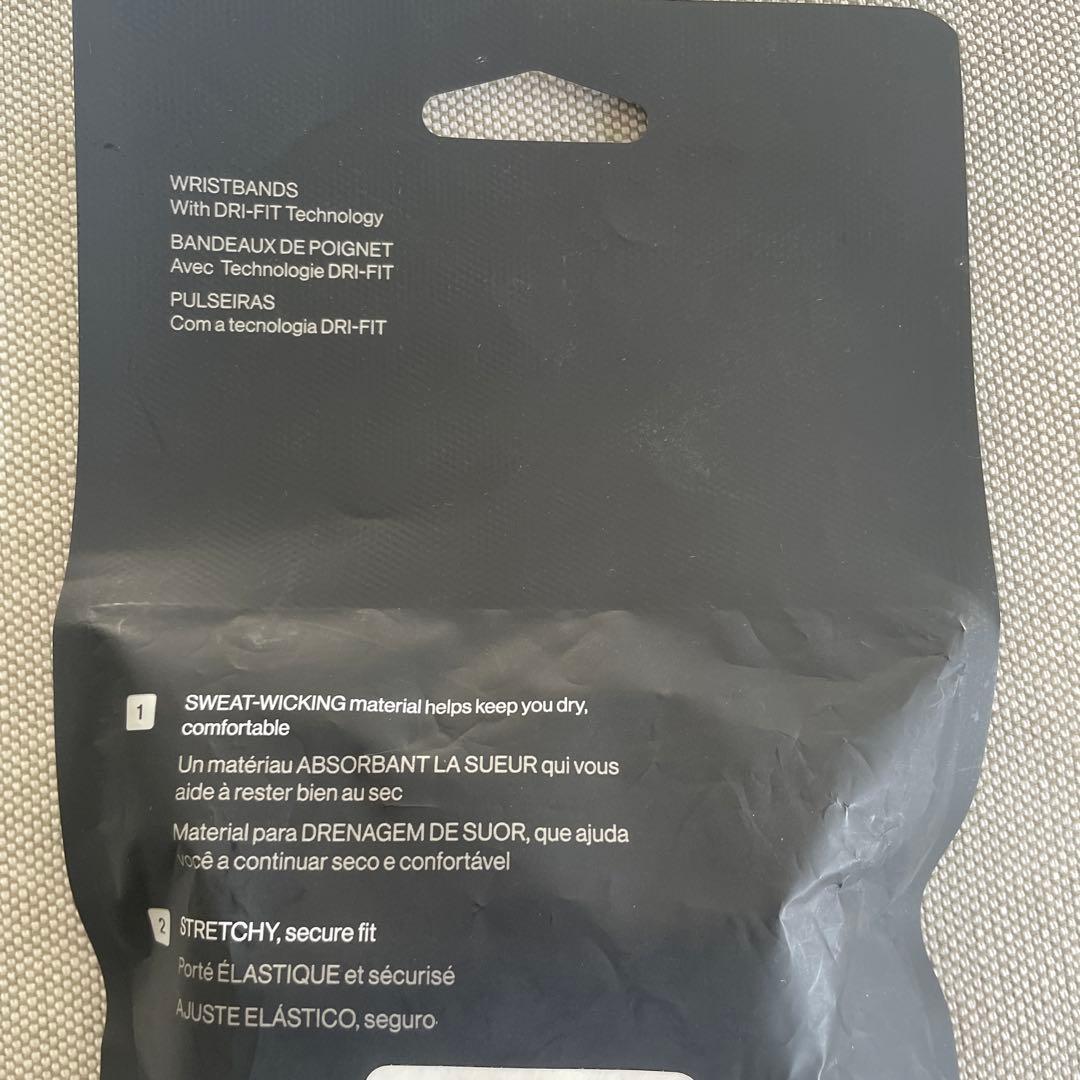 WRISTBANDS
With DRI-FIT Technology
BANDEAUX DE POIGNET
Avec Technologie DRI-FIT
PULSEIRAS
Com a tecnologia DRI-FIT
1 SWEAT-WICKING material helps keep you dry,
comfortable
Un matériau ABSORBANT LA SUEUR qui vous
aide à rester bien au sec
Material para DRENAGEM DE SUOR, que ajuda
você a continuar seco e confortável
2 STRETCHY, secure fit
Porté ÉLASTIQUE et sécurisé
AJUSTE ELÁSTICO, seguro